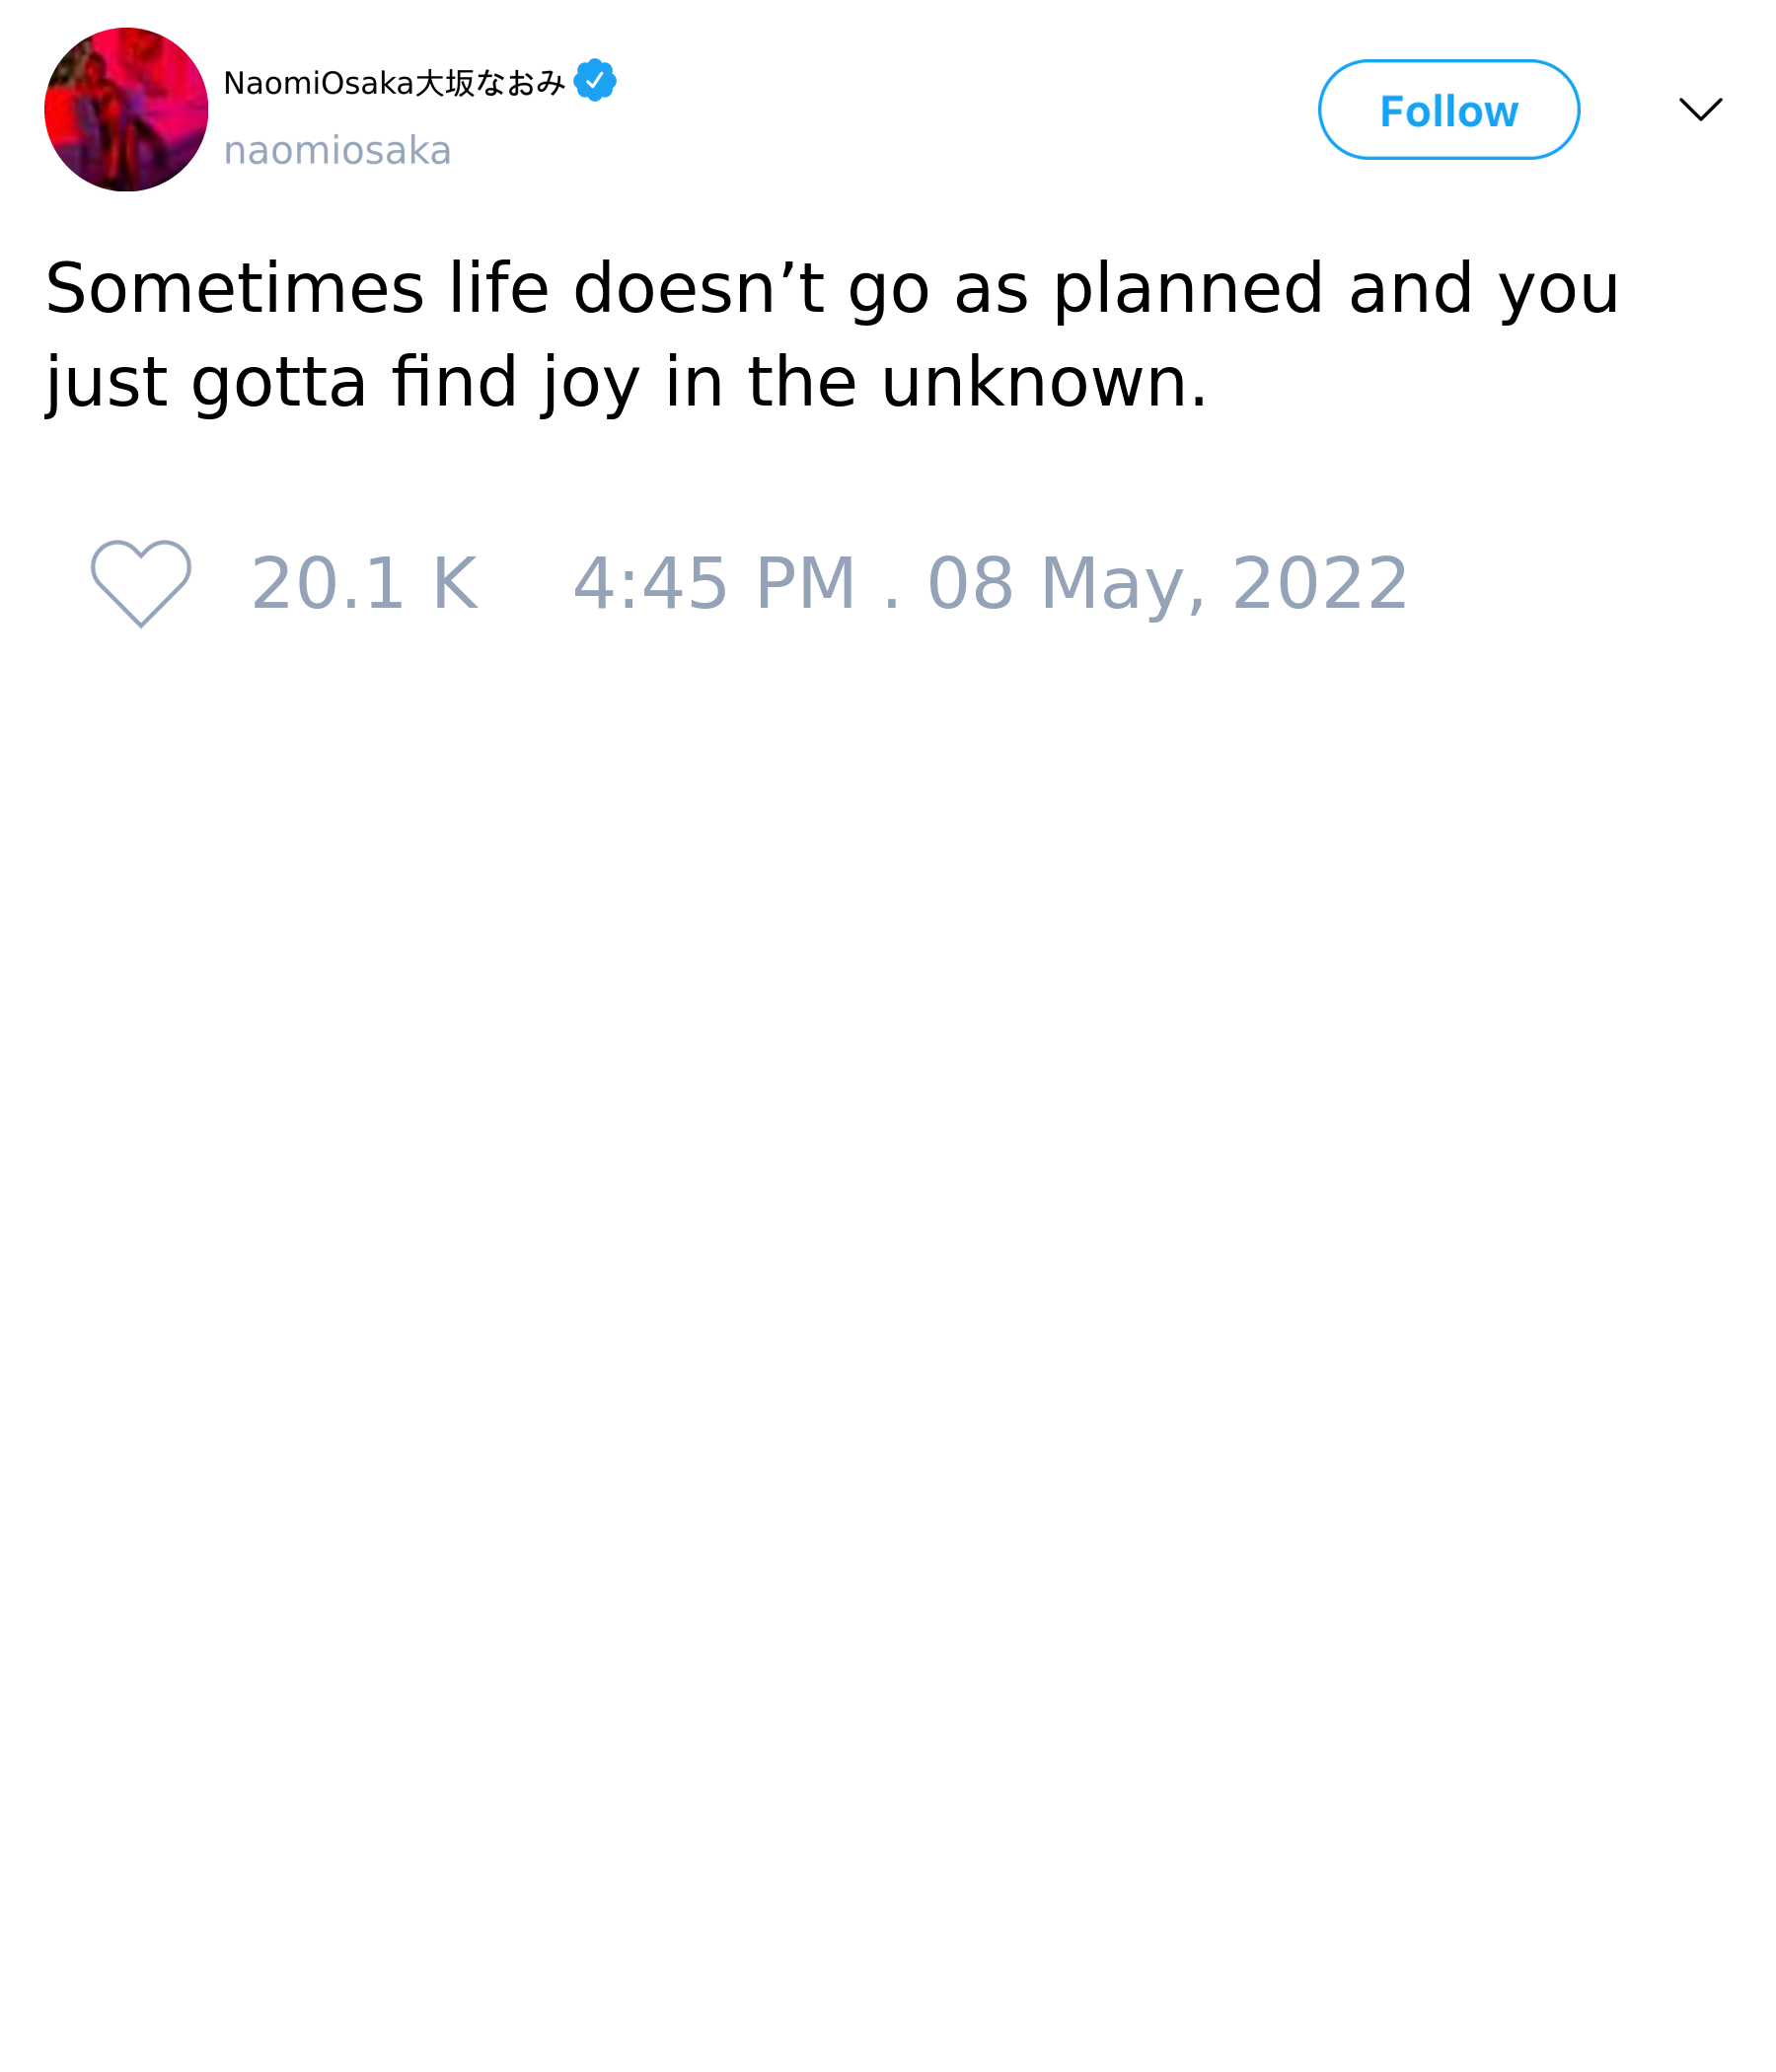 NaomiOsaka大坂なおみ
naomiosaka
Follow
Sometimes life doesn’t go as planned and you
just gotta find joy in the unknown.
20.1 K 4:45 PM . 08 May, 2022